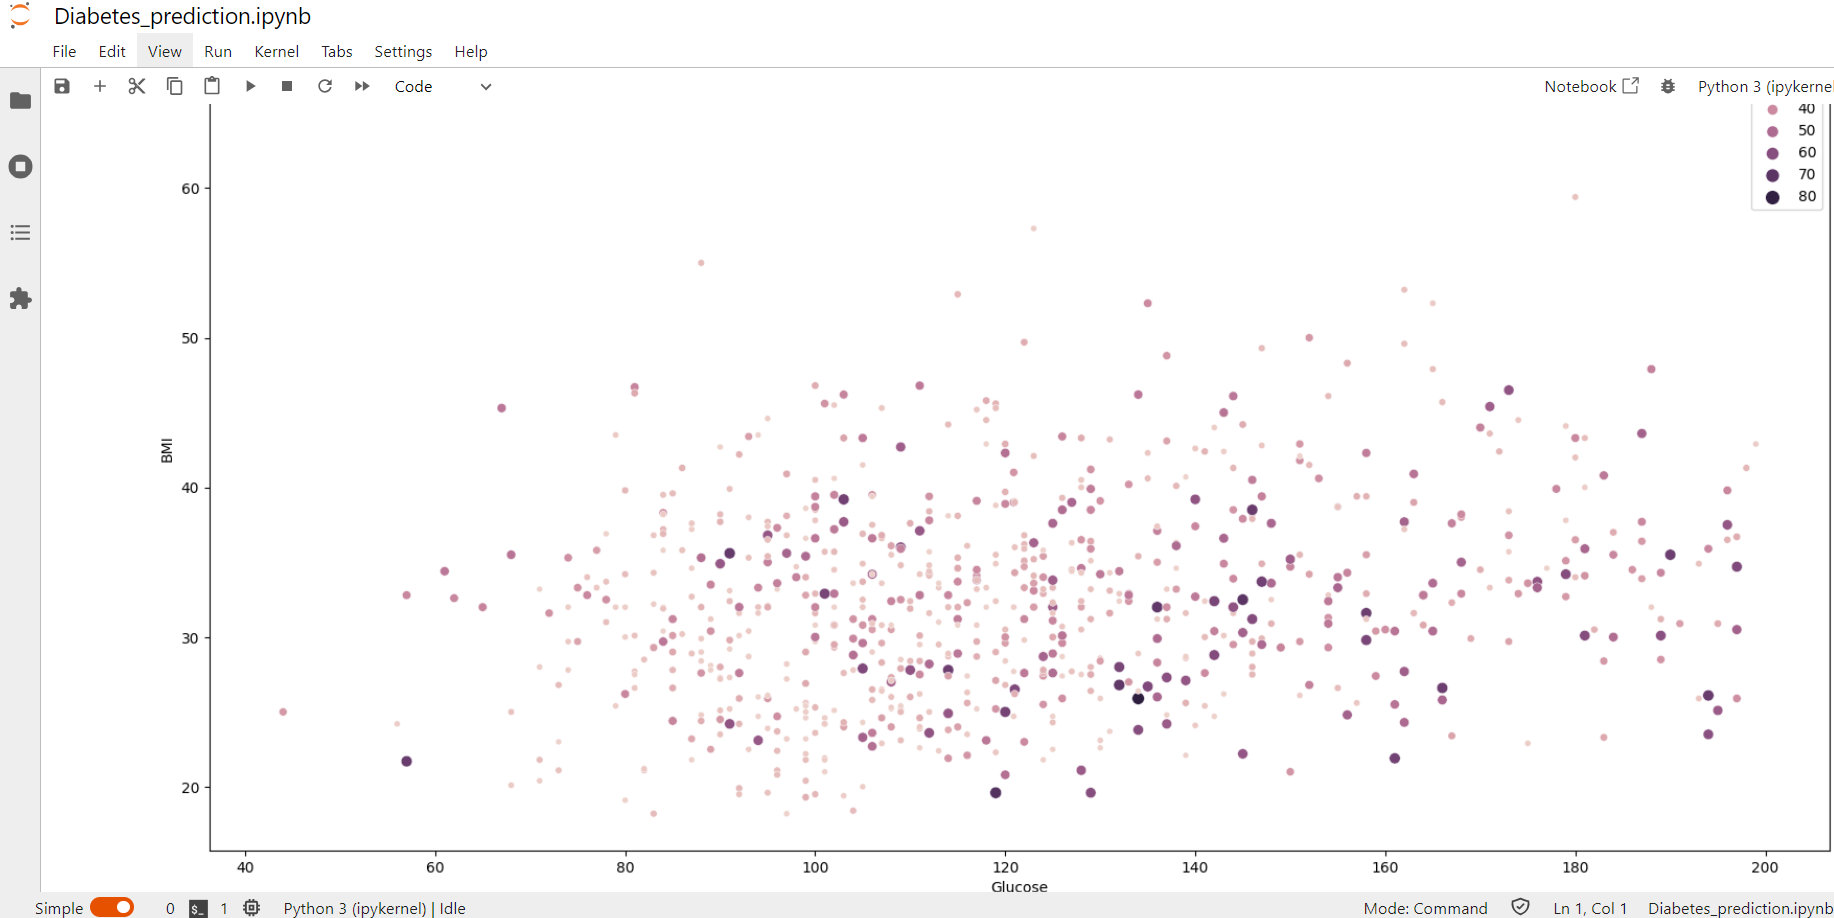 Diabetes_prediction.ipynb
File Edit View Run Kernel Tabs Settings Help
Code Notebook Python 3 (ipykernel
40
50
60
70
80
60
50
40
30
20
BMI
40 60 80 100 120 140 160 180 200
Glucose
Simple 0 $_ 1 Python 3 (ipykernel) | Idle Mode: Command Ln 1, Col 1 Diabetes_prediction.ipynb